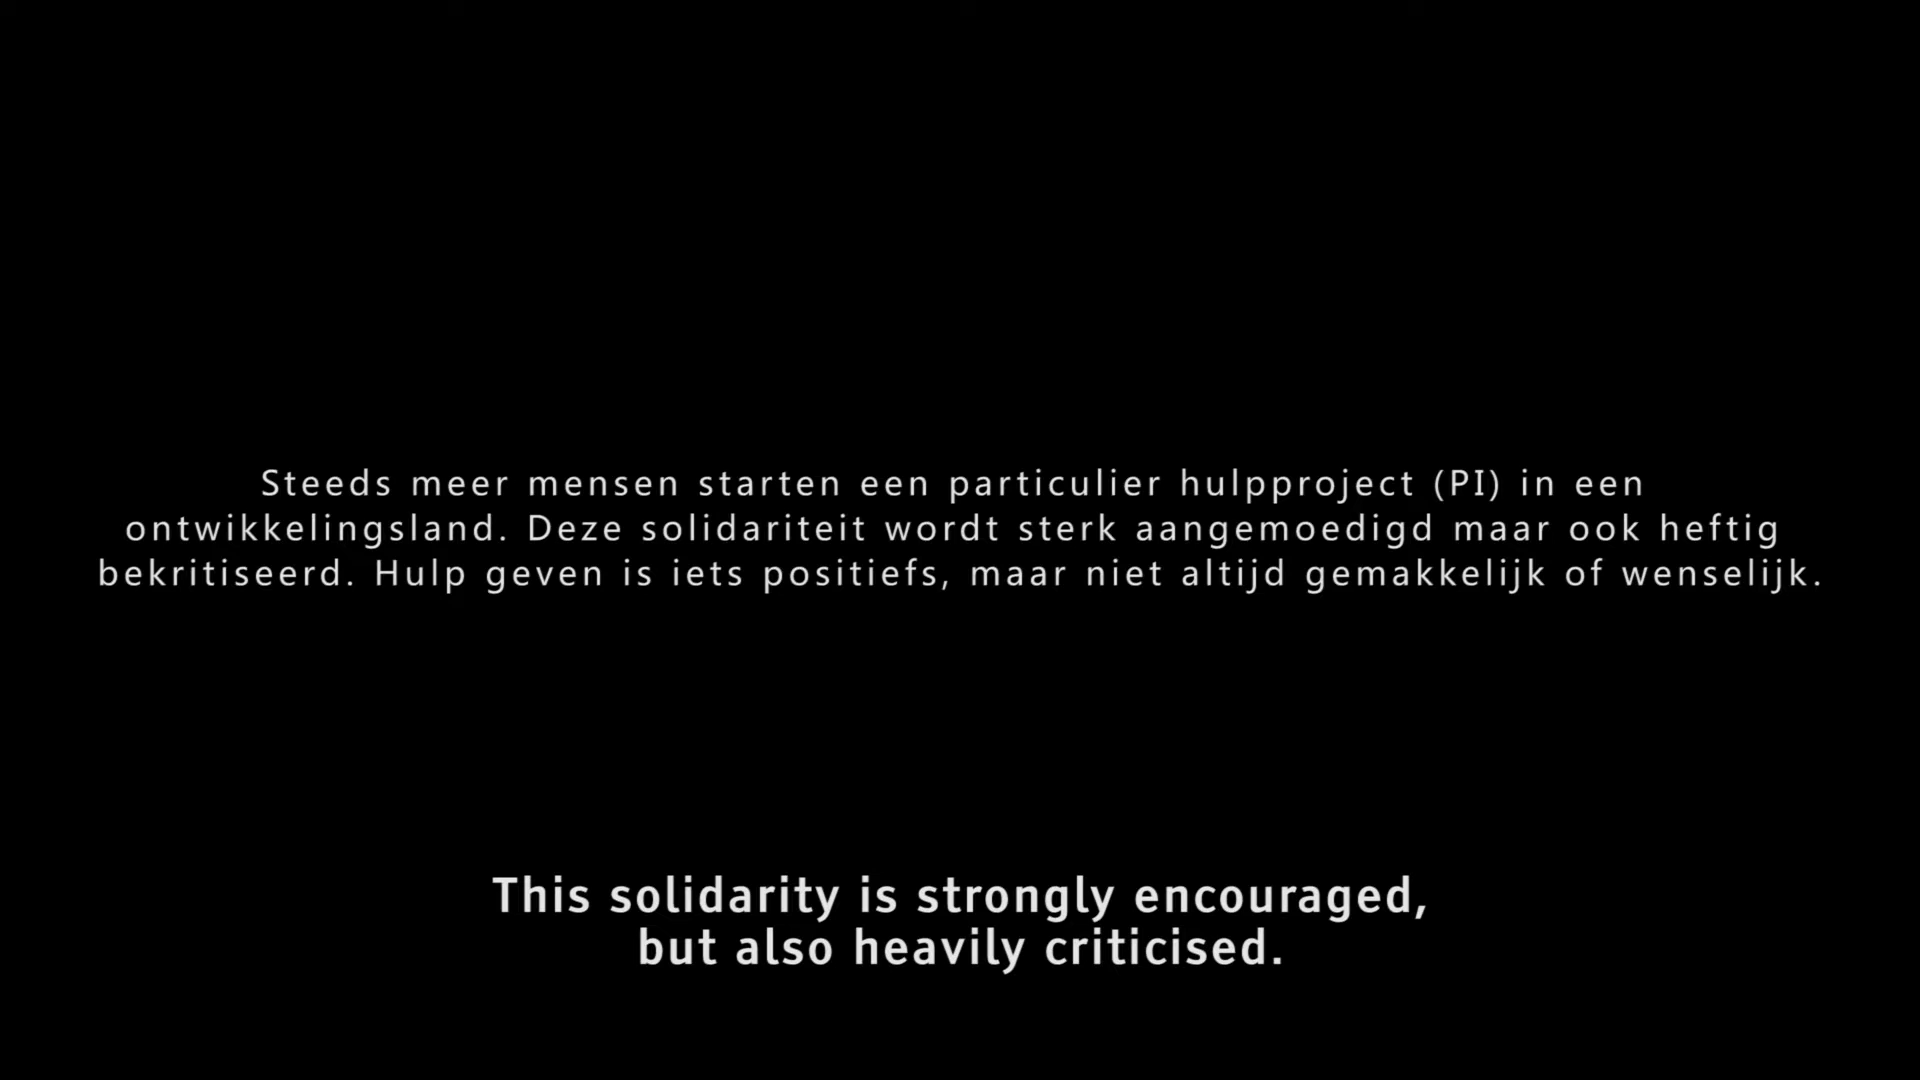 Steeds meer mensen starten een particulier hulpproject (PI) in een
ontwikkelingsland. Deze solidariteit wordt sterk aangemoedigd maar ook heftig
bekritiseerd. Hulp geven is iets positiefs, maar niet altijd gemakkelijk of wenselijk.
This solidarity is strongly encouraged,
but also heavily criticised.